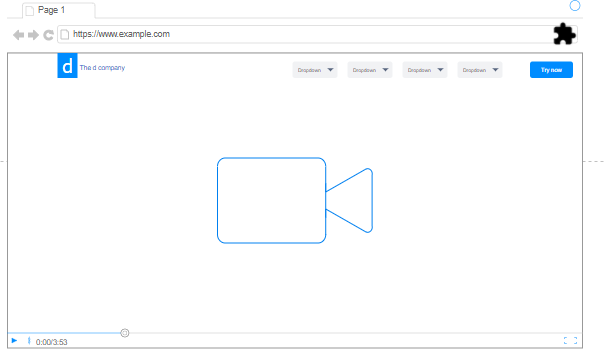 Page 1
https://www.example.com
d The d company
Dropdown Dropdown Dropdown Dropdown Try now
0:00/3:53